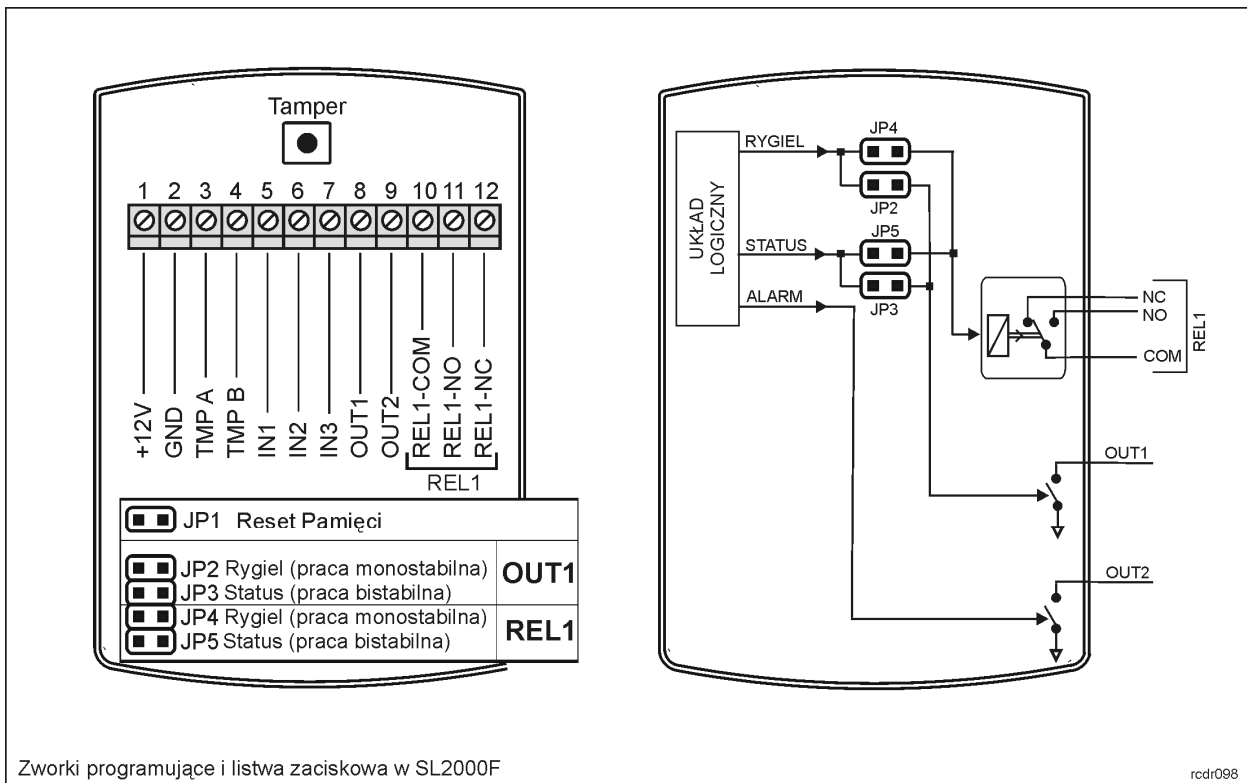 Tamper
1 2 3 4 5 6 7 8 9 10 11 12
+12V
GND
TMP A
TMP B
IN1
IN2
IN3
OUT1
OUT2
REL1-COM
REL1-NO
REL1-NC
REL1
JP1 Reset Pamięci
JP2 Rygiel (praca monostabilna)
JP3 Status (praca bistabilna)
OUT1
JP4 Rygiel (praca monostabilna)
JP5 Status (praca bistabilna)
REL1
UKŁAD
LOGICZNY
RYGIEL
STATUS
ALARM
JP4
JP2
JP5
JP3
NC
NO
COM
REL1
OUT1
OUT2
Zworki programujące i listwa zaciskowa w SL2000F
rcdr098